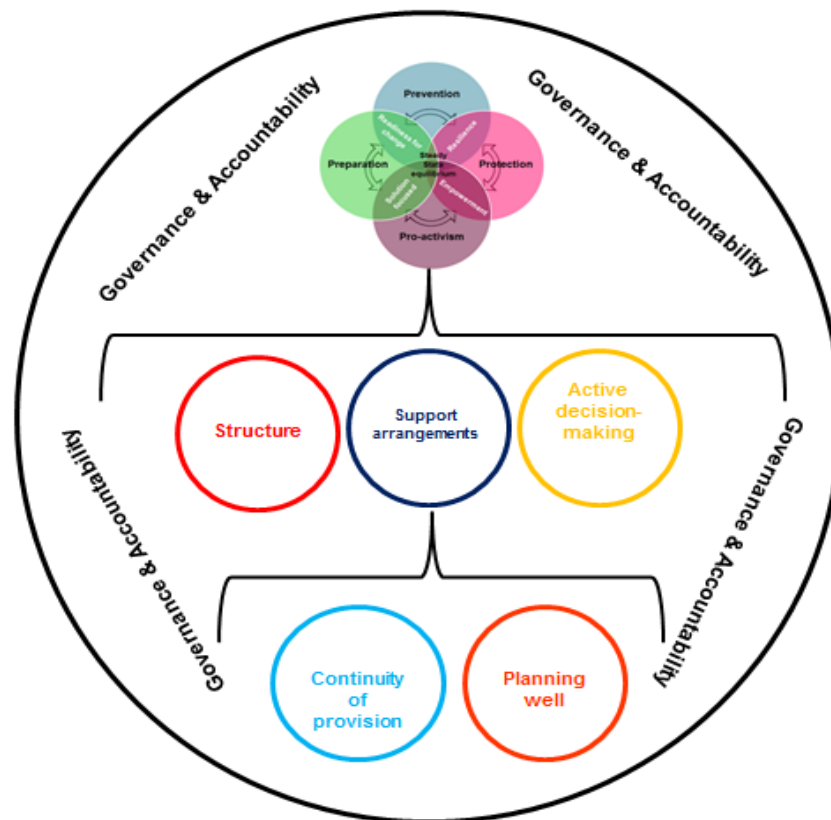 Governance & Accountability
Governance & Accountability
Prevention
Readiness for
change
Resilience
Preparation
Steady
State
equilibrium
Protection
Solution
focused
Empowerment
Pro-activism
Structure
Support
arrangements
Active
decision-
making
Governance & Accountability
Governance & Accountability
Continuity
of
provision
Planning
well